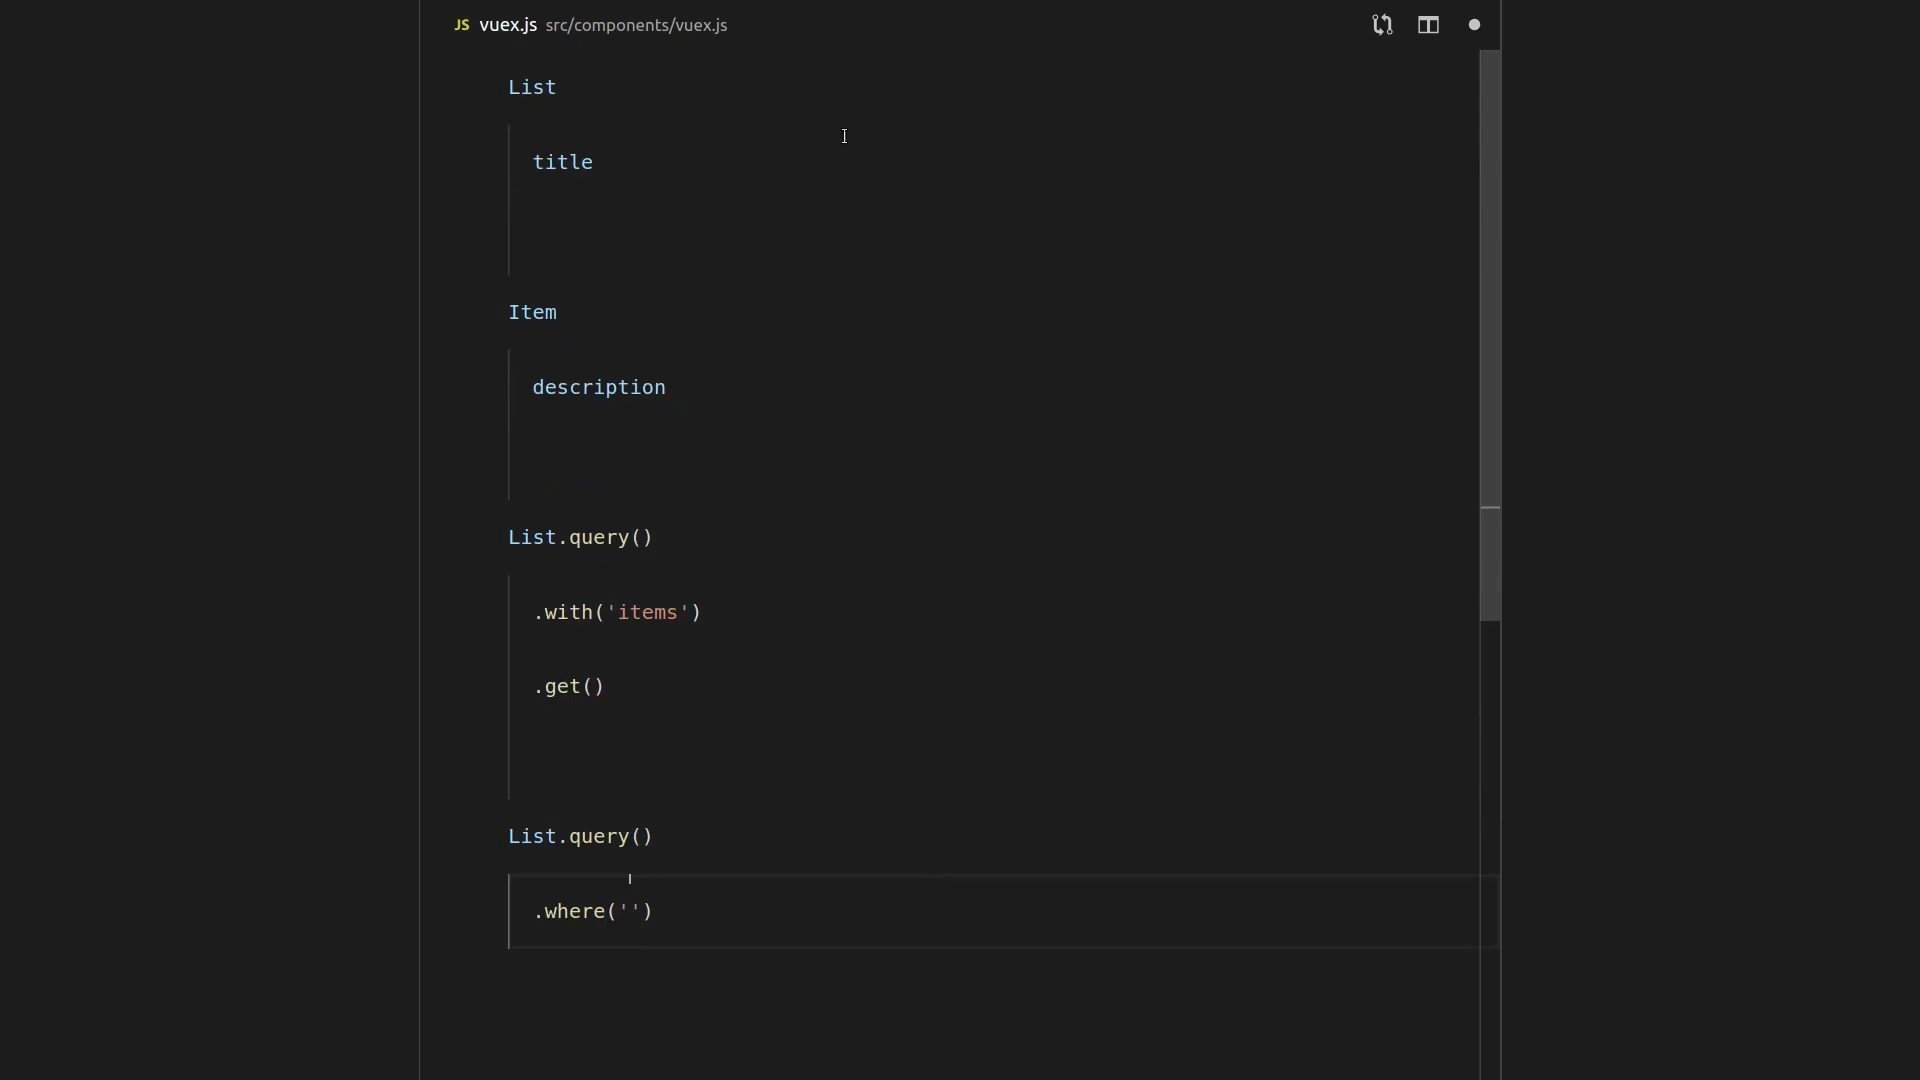 JS vuex.js src/components/vuex.js
List
title
Item
description
List.query()
.with('items')
.get()
List.query()
.where('')